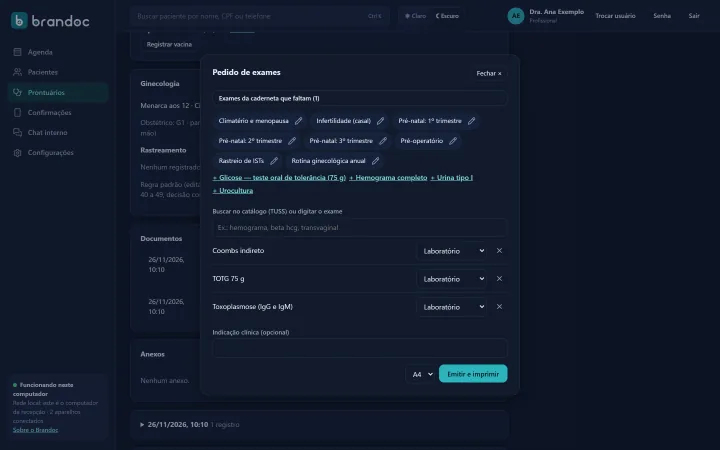 brandoc
Buscar paciente por nome, CPF ou telefone
Ctrl K
Claro
Escuro
AE
Dra. Ana Exemplo
Profissional
Trocar usuário
Senha
Sair
Agenda
Pacientes
Prontuários
Confirmações
Chat interno
Configurações
Registrar vacina
Ginecologia
Menarca aos 12
Obstétrico: G1
mão)
Rastreamento
Nenhum registrado
Regra padrão
40 a 49, decisão
Documentos
26/11/2026,
10:10
26/11/2026,
10:10
Anexos
Nenhum anexo.
26/11/2026, 10:10 1 registro
Pedido de exames
Fechar ×
Exames da caderneta que faltam (1)
Climatério e menopausa
Infertilidade (casal)
Pré-natal: 1º trimestre
Pré-natal: 2º trimestre
Pré-natal: 3º trimestre
Pré-operatório
Rastreio de ISTs
Rotina ginecológica anual
+ Glicose — teste oral de tolerância (75 g) + Hemograma completo + Urina tipo I
+ Urocultura
Buscar no catálogo (TUSS) ou digitar o exame
Ex.: hemograma, beta hcg, transvaginal
Coombs indireto
Laboratório
TOTG 75 g
Laboratório
Toxoplasmose (IgG e IgM)
Laboratório
Indicação clínica (opcional)
A4
Emitir e imprimir
Funcionando neste
computador
Rede local: este é o computador
da recepção · 2 aparelhos
conectados
Sobre o Brandoc